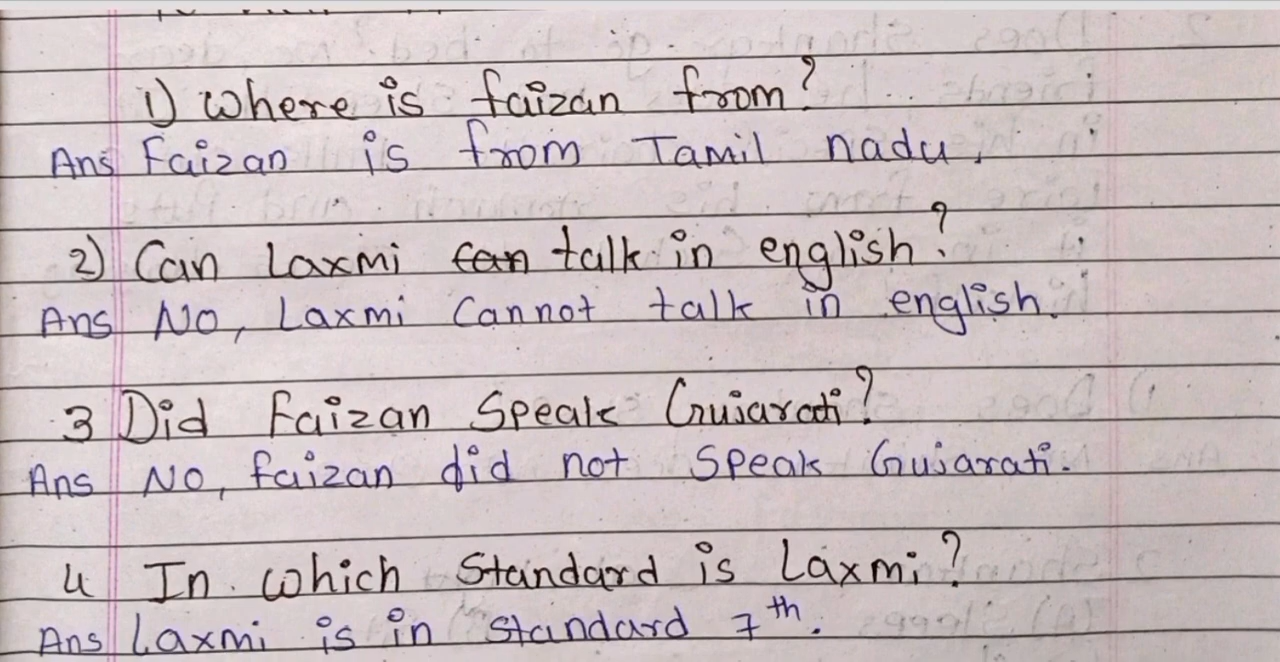 1) Where is faizan from?
Ans Faizan is from Tamil nadu.
2) Can Laxmi can talk in english?
Ans No, Laxmi Cannot talk in english.
3 Did Faizan Speak Gujarati?
Ans No, faizan did not Speak Gujarati.
4 In which Standard is Laxmi?
Ans Laxmi is in standard 7th.